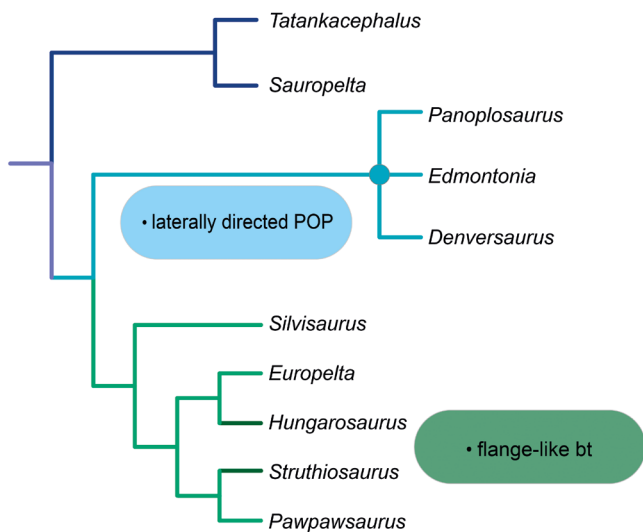 Tatankacephalus
Sauropelta
Panoplosaurus
Edmontonia
• laterally directed POP
Denversaurus
Silvisaurus
Europelta
Hungarosaurus
• flange-like bt
Struthiosaurus
Pawpawsaurus